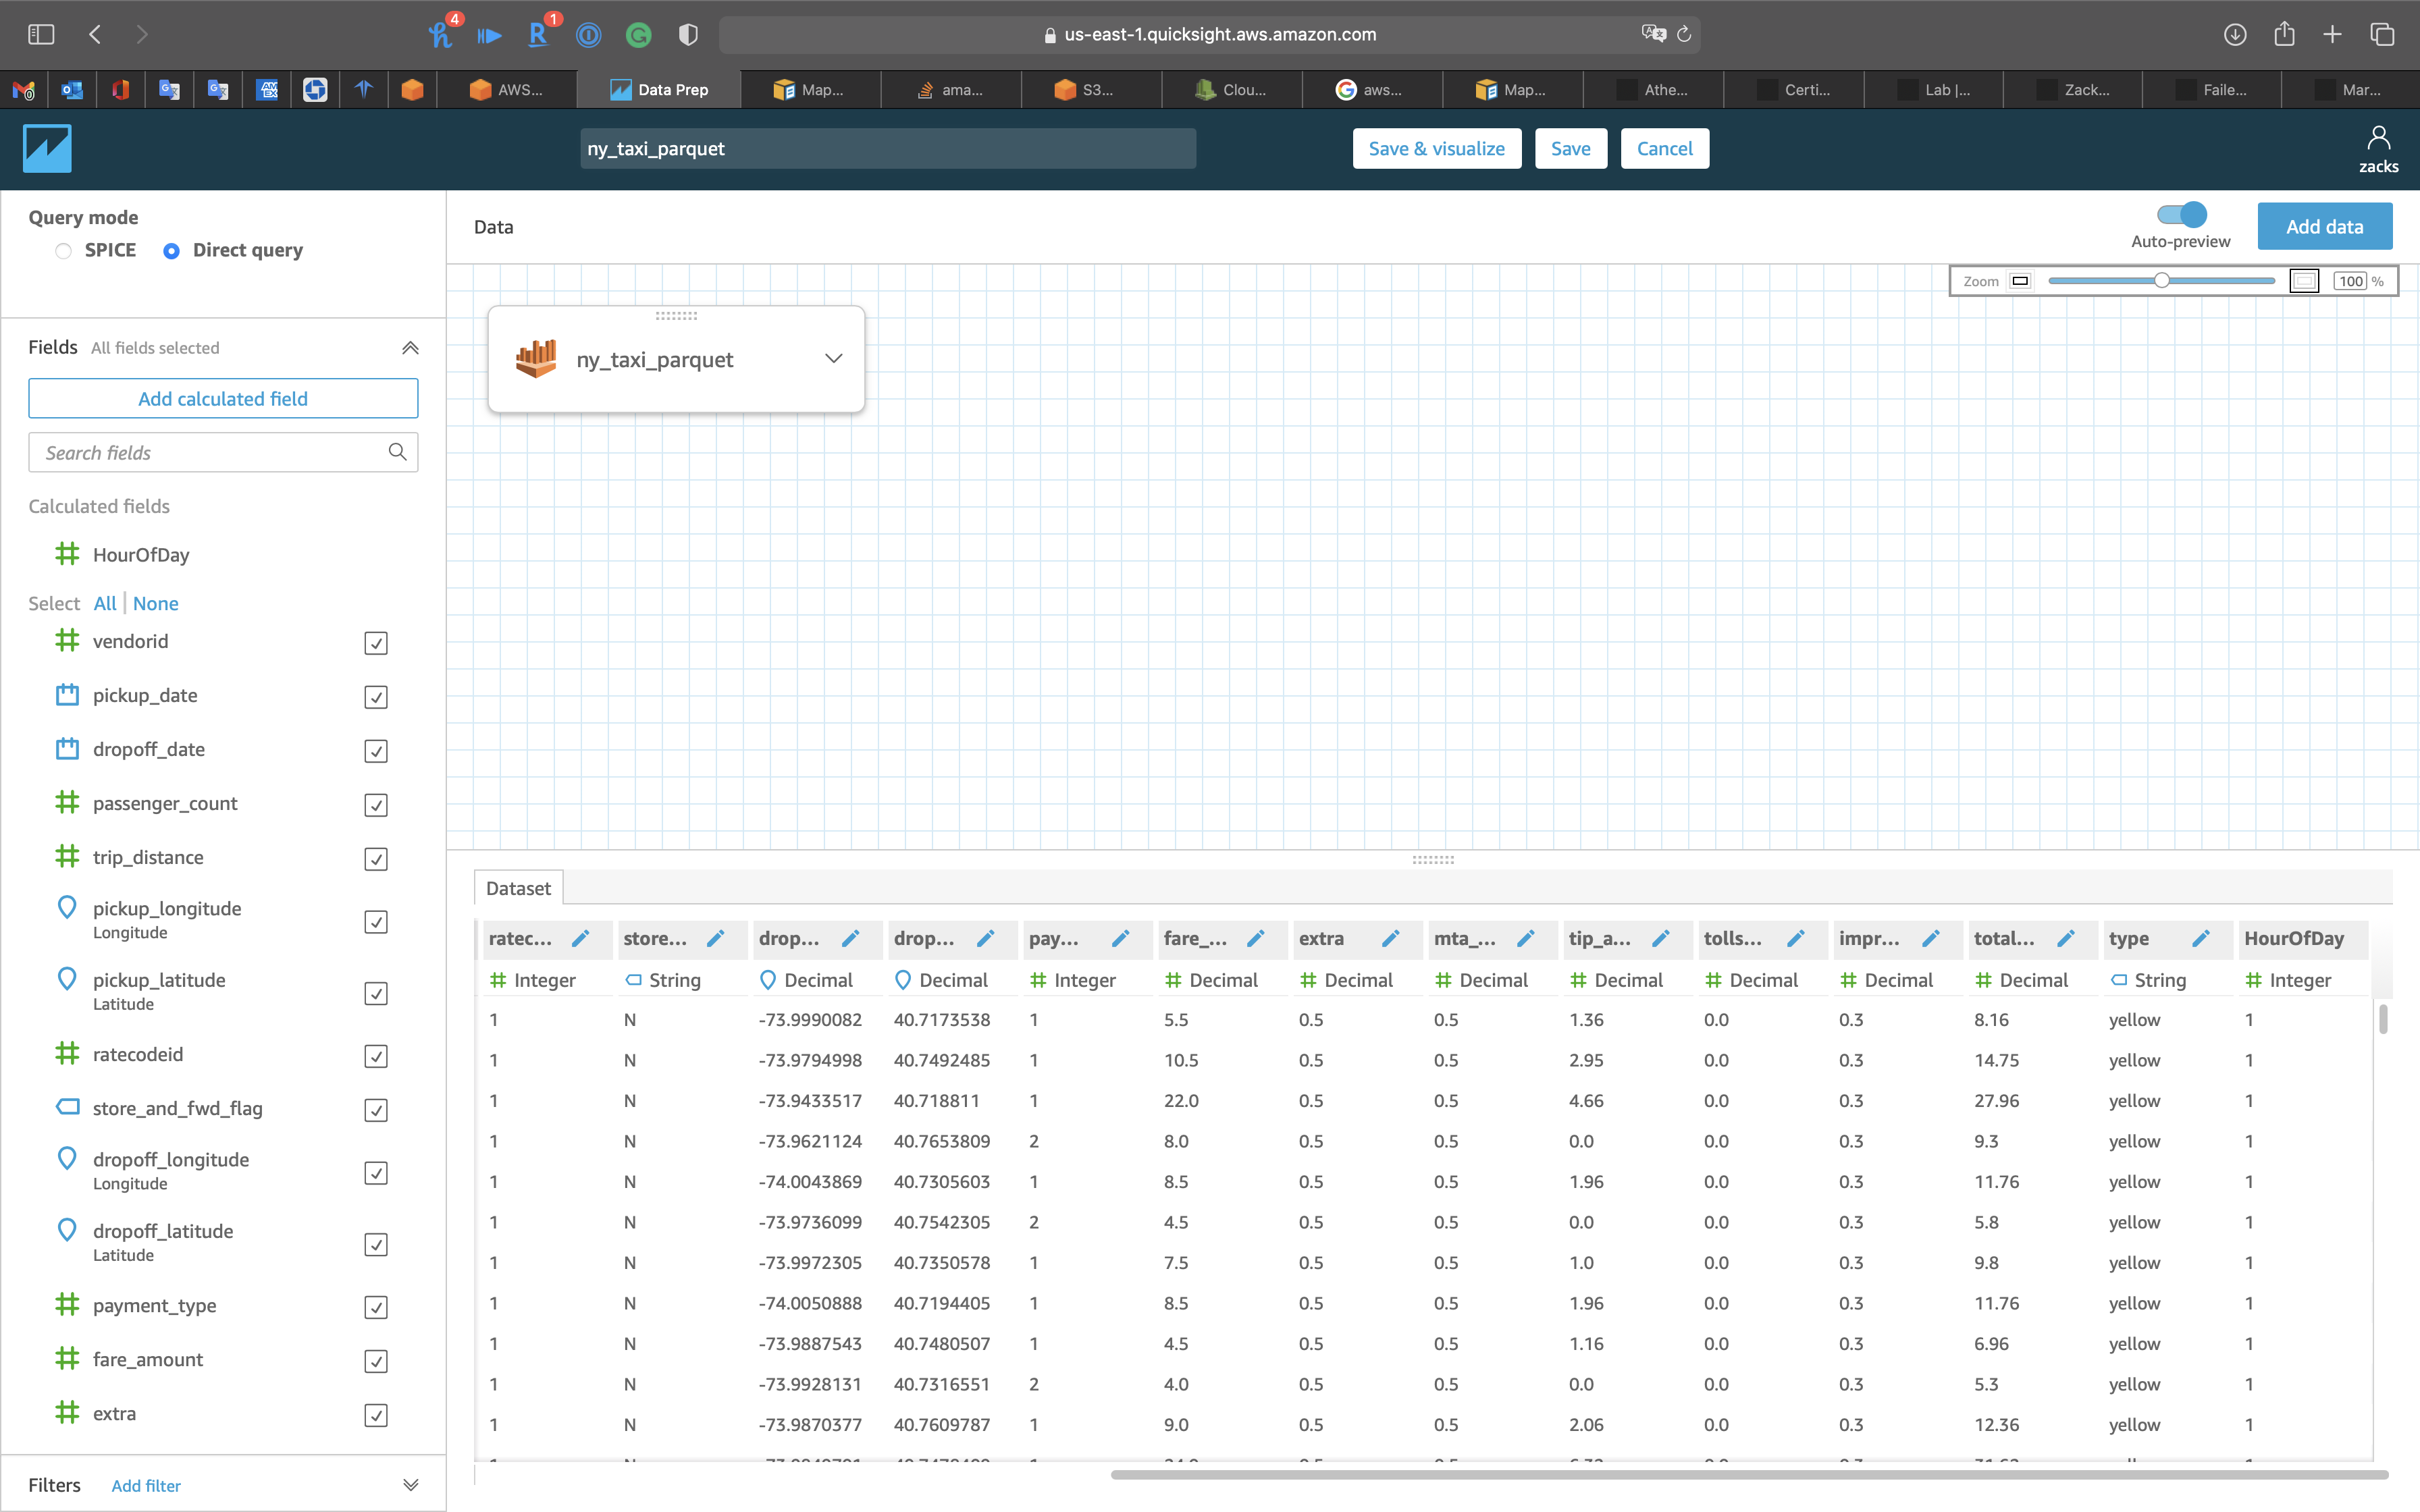 4
1
us-east-1.quicksight.aws.amazon.com
AWS...
Data Prep
Map...
ama...
S3...
Clou...
aws...
Map...
Athe...
Certi...
Lab |...
Zack...
Faile...
Mar...
ny_taxi_parquet
Save & visualize
Save
Cancel
zacks
Query mode
SPICE
Direct query
Data
Auto-preview
Add data
Zoom
100 %
ny_taxi_parquet
Fields All fields selected
Add calculated field
Search fields
Calculated fields
HourOfDay
Select All | None
vendorid
pickup_date
dropoff_date
passenger_count
trip_distance
pickup_longitude
Longitude
pickup_latitude
Latitude
ratecodeid
store_and_fwd_flag
dropoff_longitude
Longitude
dropoff_latitude
Latitude
payment_type
fare_amount
extra
Filters Add filter
Dataset
ratec... store... drop... drop... pay... fare_... extra mta_... tip_a... tolls... impr... total... type HourOfDay
Integer String Decimal Decimal Integer Decimal Decimal Decimal Decimal Decimal Decimal Decimal String Integer
1 N -73.9990082 40.7173538 1 5.5 0.5 0.5 1.36 0.0 0.3 8.16 yellow 1
1 N -73.9794998 40.7492485 1 10.5 0.5 0.5 2.95 0.0 0.3 14.75 yellow 1
1 N -73.9433517 40.718811 1 22.0 0.5 0.5 4.66 0.0 0.3 27.96 yellow 1
1 N -73.9621124 40.7653809 2 8.0 0.5 0.5 0.0 0.0 0.3 9.3 yellow 1
1 N -74.0043869 40.7305603 1 8.5 0.5 0.5 1.96 0.0 0.3 11.76 yellow 1
1 N -73.9736099 40.7542305 2 4.5 0.5 0.5 0.0 0.0 0.3 5.8 yellow 1
1 N -73.9972305 40.7350578 1 7.5 0.5 0.5 1.0 0.0 0.3 9.8 yellow 1
1 N -74.0050888 40.7194405 1 8.5 0.5 0.5 1.96 0.0 0.3 11.76 yellow 1
1 N -73.9887543 40.7480507 1 4.5 0.5 0.5 1.16 0.0 0.3 6.96 yellow 1
1 N -73.9928131 40.7316551 2 4.0 0.5 0.5 0.0 0.0 0.3 5.3 yellow 1
1 N -73.9870377 40.7609787 1 9.0 0.5 0.5 2.06 0.0 0.3 12.36 yellow 1